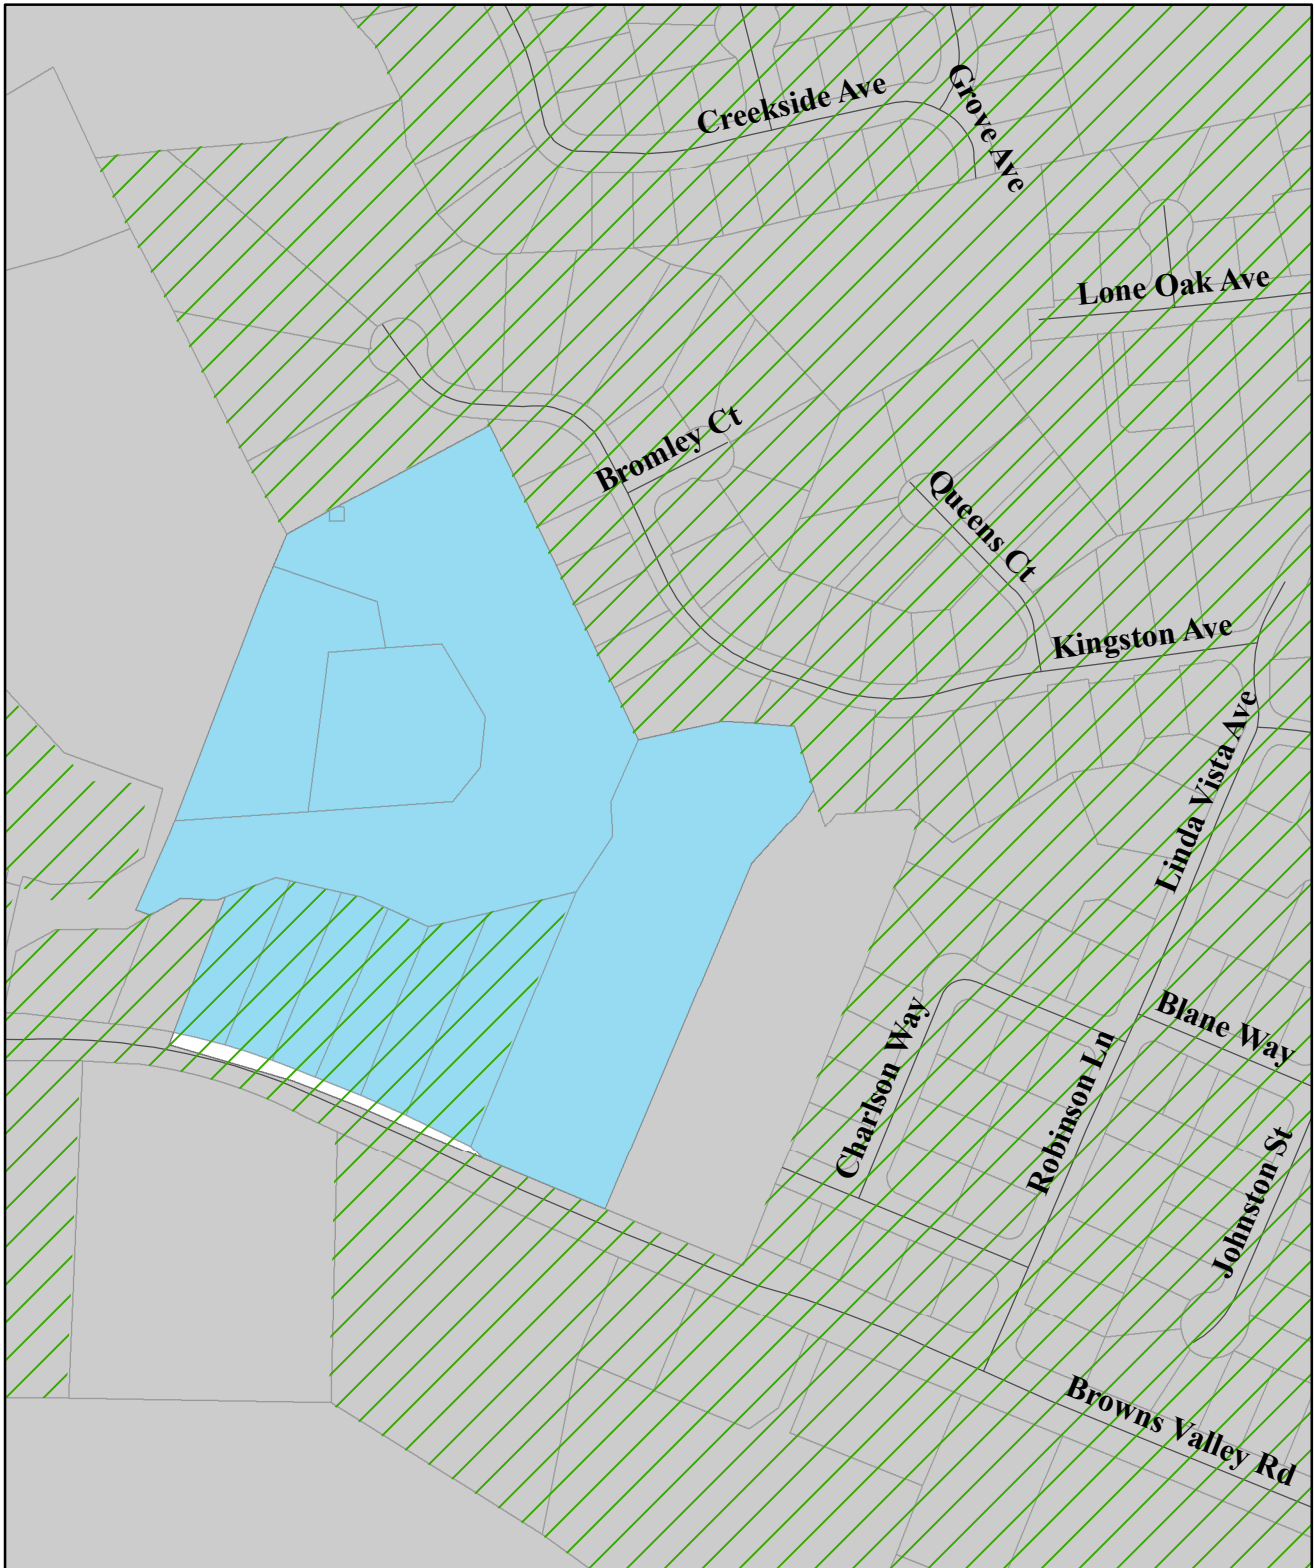 Creekside Ave
Grove Ave
Lone Oak Ave
Bromley Ct
Queens Ct
Kingston Ave
Linda Vista Ave
Blane Way
Charlson Way
Robinson Ln
Johnston St
Browns Valley Rd